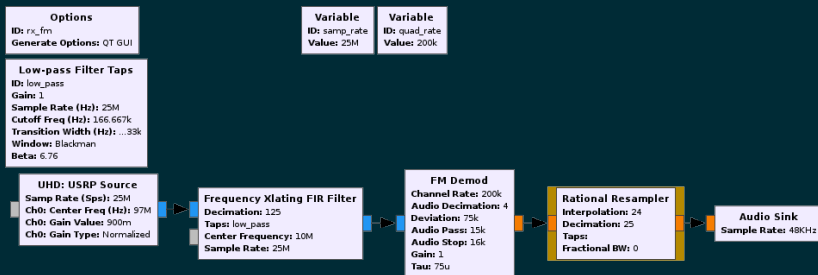 Options
ID: rx_fm
Generate Options: QT GUI
Variable
ID: samp_rate
Value: 25M
Variable
ID: quad_rate
Value: 200k
Low-pass Filter Taps
ID: low_pass
Gain: 1
Sample Rate (Hz): 25M
Cutoff Freq (Hz): 166.667k
Transition Width (Hz): ...33k
Window: Blackman
Beta: 6.76
UHD: USRP Source
Samp Rate (Sps): 25M
Ch0: Center Freq (Hz): 97M
Ch0: Gain Value: 900m
Ch0: Gain Type: Normalized
Frequency Xlating FIR Filter
Decimation: 125
Taps: low_pass
Center Frequency: 10M
Sample Rate: 25M
FM Demod
Channel Rate: 200k
Audio Decimation: 4
Deviation: 75k
Audio Pass: 15k
Audio Stop: 16k
Gain: 1
Tau: 75u
Rational Resampler
Interpolation: 24
Decimation: 25
Taps:
Fractional BW: 0
Audio Sink
Sample Rate: 48KHz